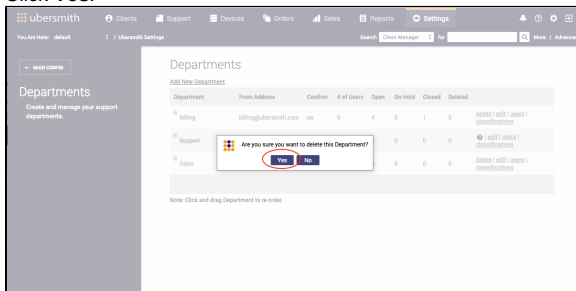 Click Yes.
ubersmith Clients Support Devices Orders Sales Reports Settings
You Are Here: default / Ubersmith Settings Search Client Manager for More | Advance
← MAIN CONFIG
Departments
Create and manage your support
departments.
Departments
Add New Department
Department From Address Confirm # of Users Open On Hold Closed Deleted
Billing billing@ubersmith.com no 9 4 0 1 0 delete | edit | users |
classifications
Support 0 0 0 | edit | users |
classifications
Sales 0 0 0 delete | edit | users |
classifications
Are you sure you want to delete this Department?
Yes No
Note: Click and drag Department to re-order.